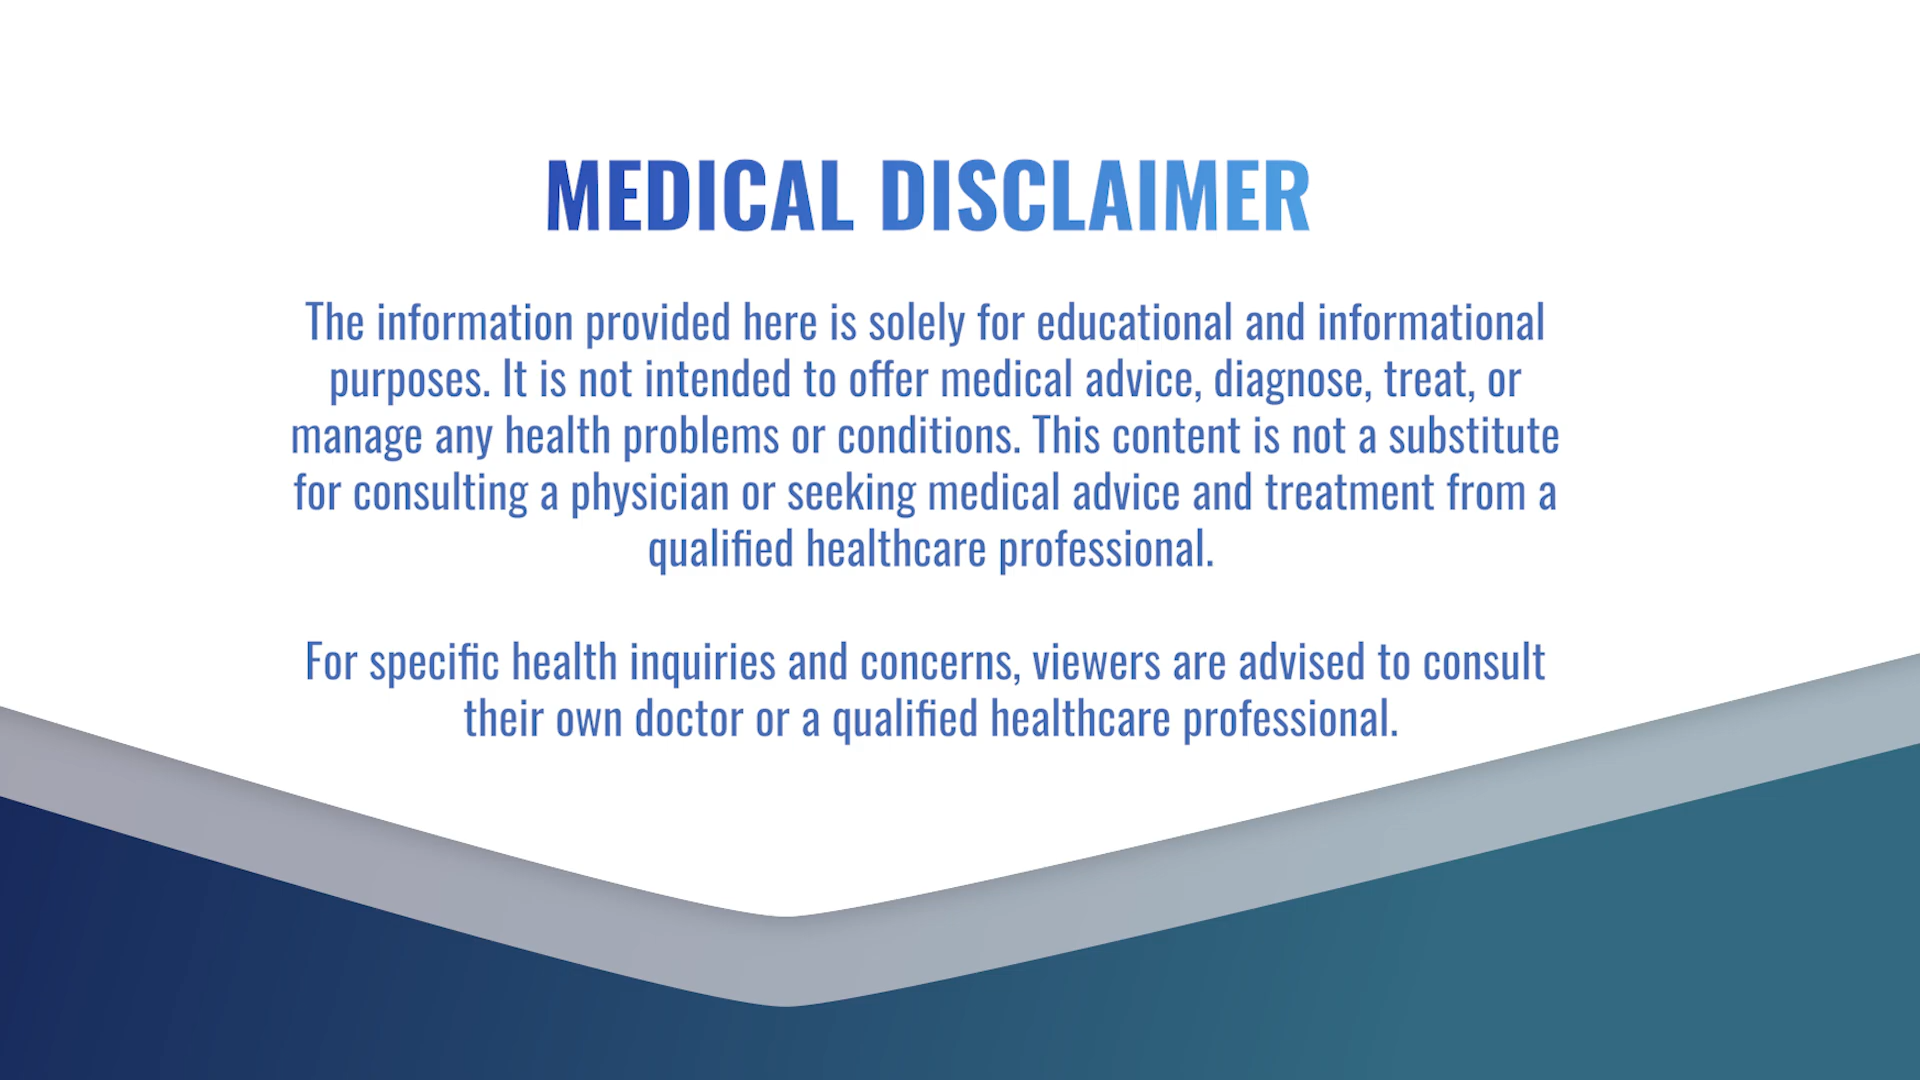 MEDICAL DISCLAIMER
The information provided here is solely for educational and informational
purposes. It is not intended to offer medical advice, diagnose, treat, or
manage any health problems or conditions. This content is not a substitute
for consulting a physician or seeking medical advice and treatment from a
qualified healthcare professional.
For specific health inquiries and concerns, viewers are advised to consult
their own doctor or a qualified healthcare professional.